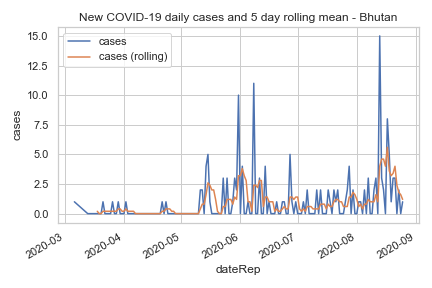 New COVID-19 daily cases and 5 day rolling mean - Bhutan
cases
cases (rolling)
15.0
12.5
10.0
7.5
5.0
2.5
0.0
cases
2020-03
2020-04
2020-05
2020-06
2020-07
2020-08
2020-09
dateRep